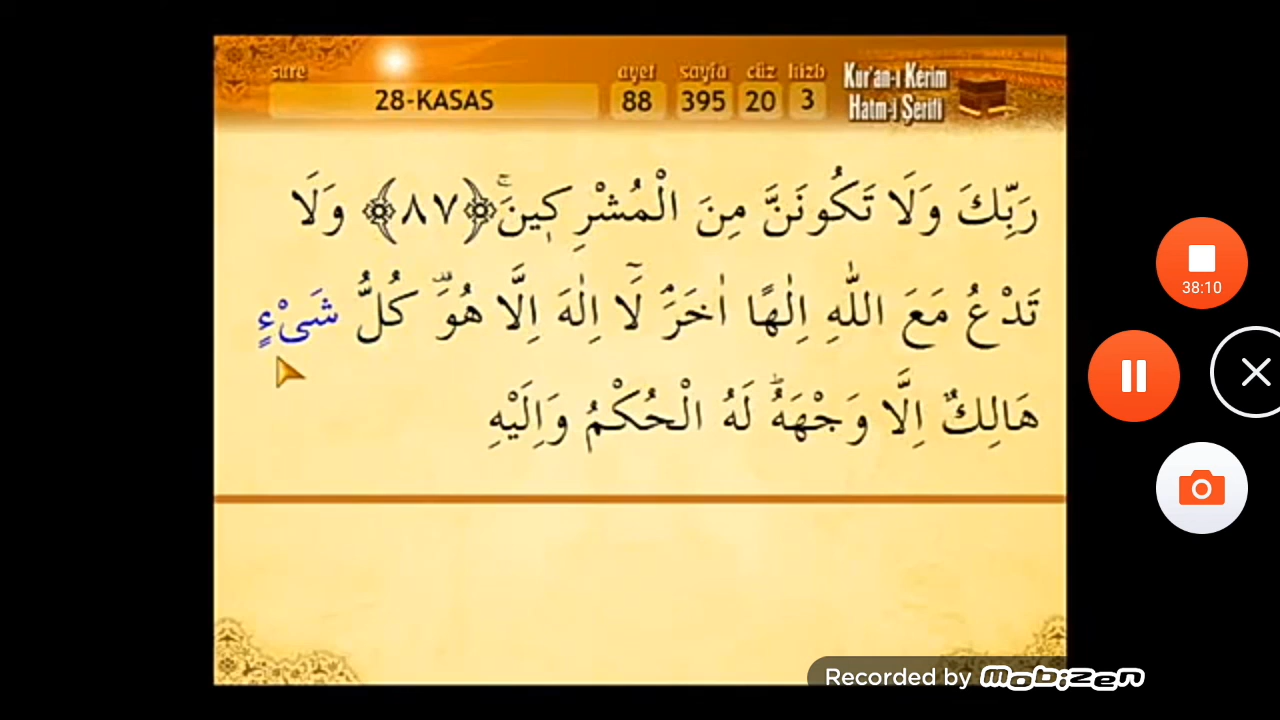 sure ayet sayfa cüz hizb
28-KASAS 88 395 20 3
Kur'an-ı Kerim
Hatm-i Şerifi
رَبِّكَ وَلَا تَكُونَنَّ مِنَ الْمُشْرِكٖينَۚ ﴿٨٧﴾ وَلَا
تَدْعُ مَعَ اللّٰهِ اِلٰهًا اٰخَرَۢ لَٓا اِلٰهَ اِلَّا هُوَ۠ كُلُّ شَیْءٍ
هَالِكٌ اِلَّا وَجْهَهُؕ لَهُ الْحُكْمُ وَاِلَيْهِ
38:10
Recorded by Mobizen